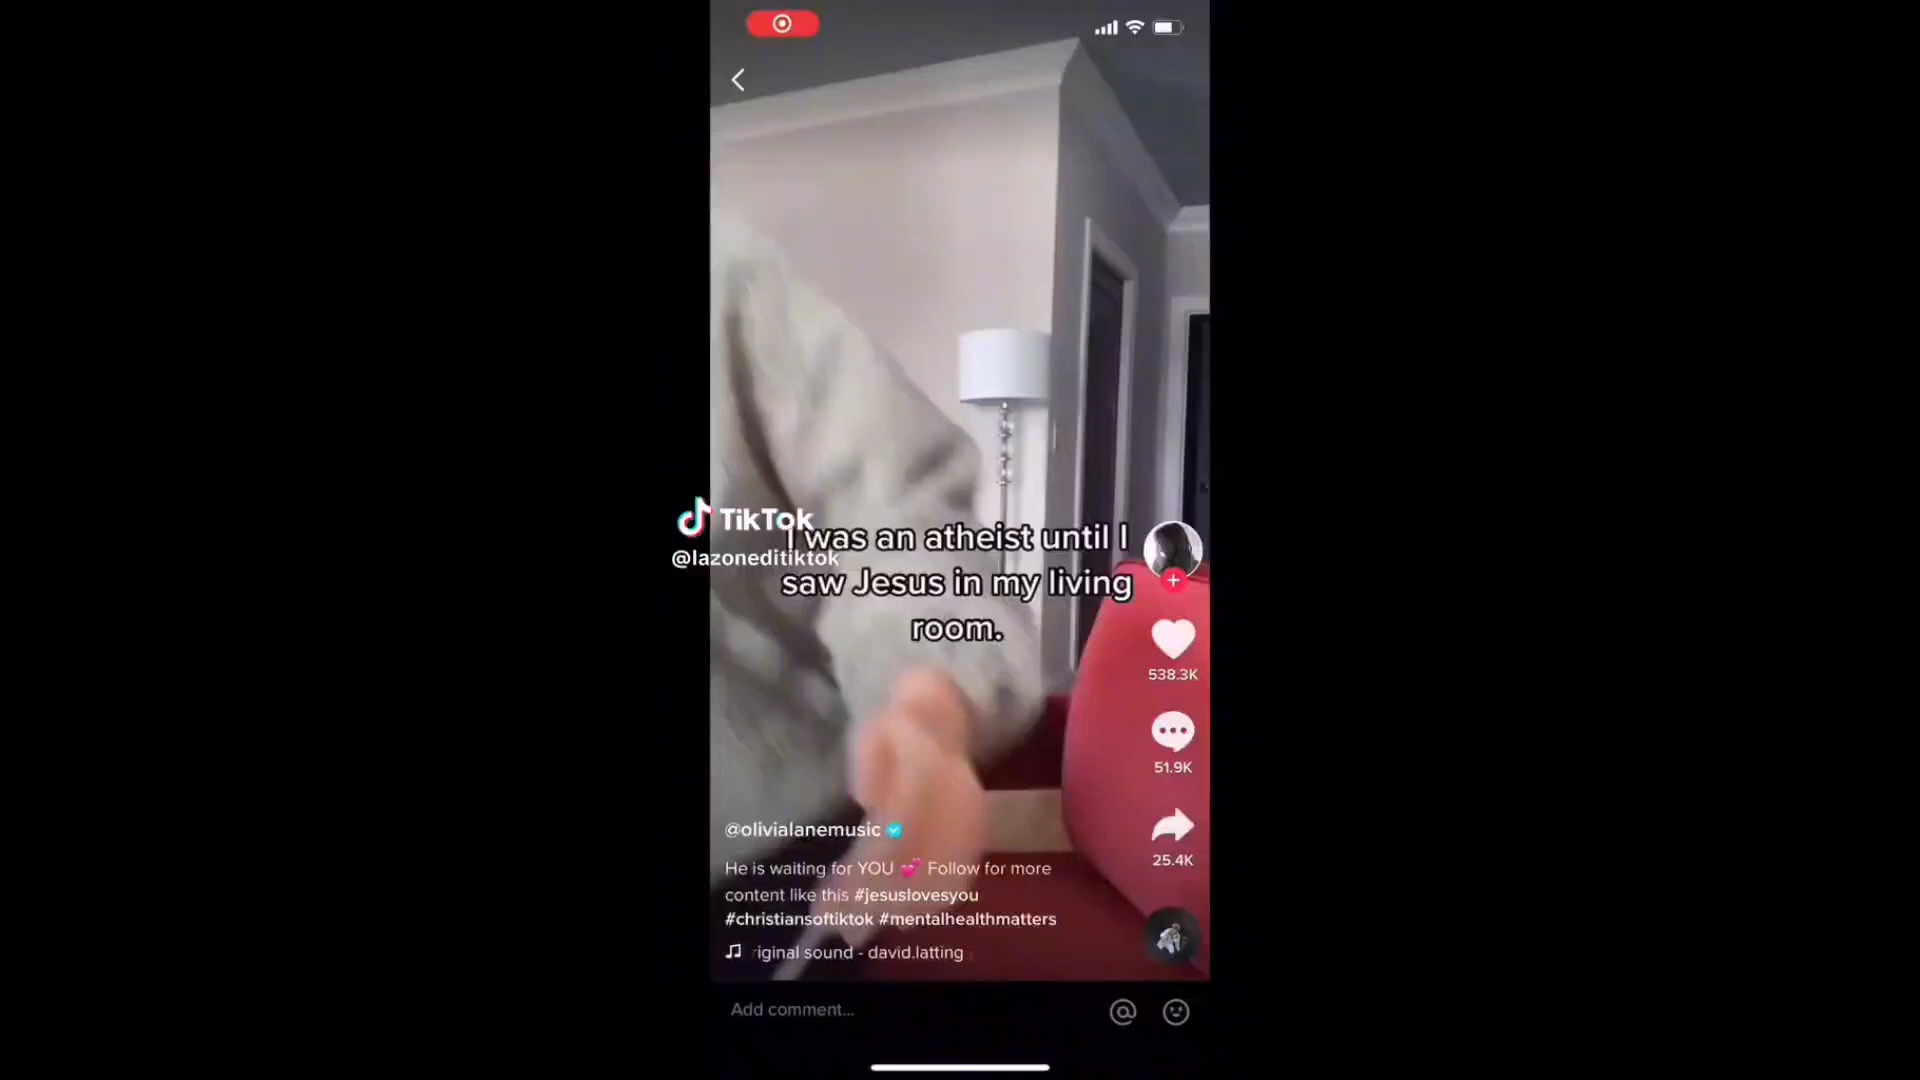 TikTok
@lazoneditiktok
I was an atheist until I
saw Jesus in my living
room.
538.3K
51.9K
25.4K
@olivialanemusic
He is waiting for YOU 💕 Follow for more
content like this #jesuslovesyou
#christiansoftiktok #mentalhealthmatters
riginal sound - david.latting
Add comment...